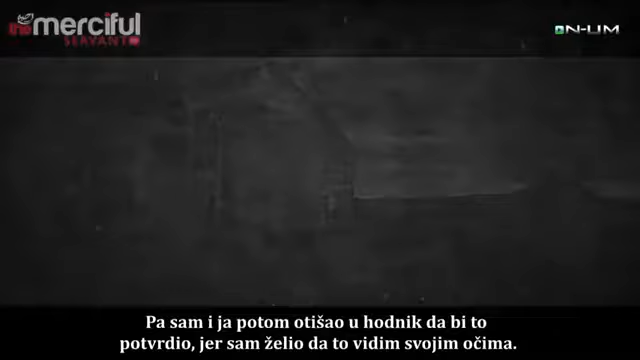 the merciful
SERVANT
N-UM
Pa sam i ja potom otišao u hodnik da bi to
potvrdio, jer sam želio da to vidim svojim očima.